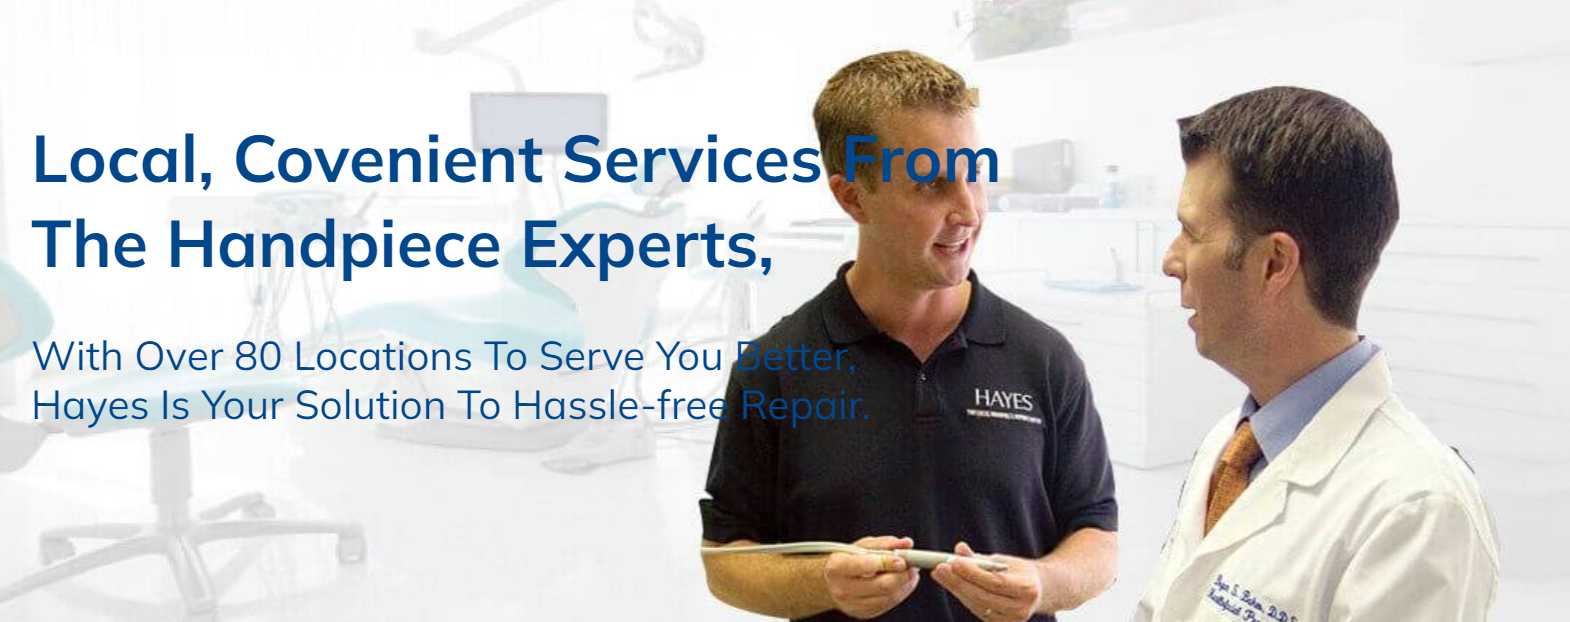 Local, Covenient Services From
The Handpiece Experts,
With Over 80 Locations To Serve You Better,
Hayes Is Your Solution To Hassle-free Repair.
HAYES
D.D.S.